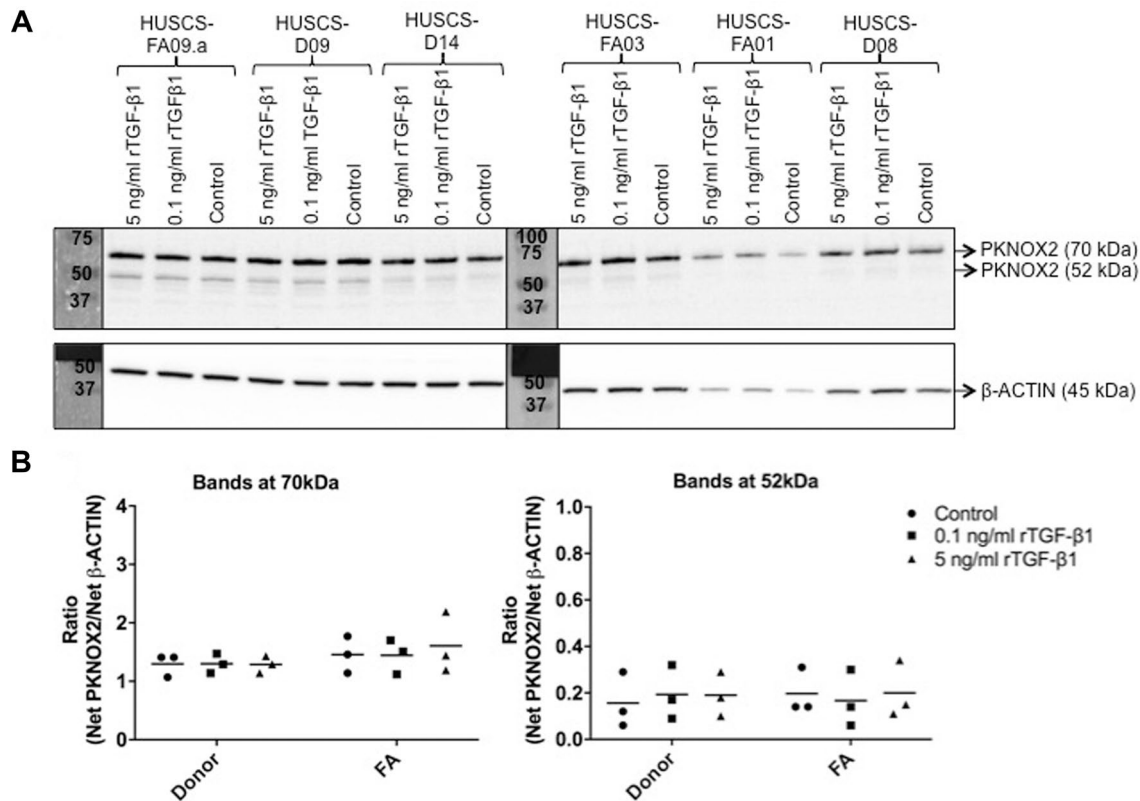 A
HUSCS-
FA09.a
HUSCS-
D09
HUSCS-
D14
HUSCS-
FA03
HUSCS-
FA01
HUSCS-
D08
5 ng/ml rTGF-β1
0.1 ng/ml rTGFβ1
Control
5 ng/ml rTGF-β1
0.1 ng/ml TGF-β1
Control
5 ng/ml rTGF-β1
0.1 ng/ml rTGF-β1
Control
5 ng/ml rTGF-β1
0.1 ng/ml rTGF-β1
Control
5 ng/ml rTGF-β1
0.1 ng/ml rTGF-β1
Control
5 ng/ml rTGF-β1
0.1 ng/ml rTGF-β1
Control
75
50
37
100
75
50
37
PKNOX2 (70 kDa)
PKNOX2 (52 kDa)
50
37
50
37
β-ACTIN (45 kDa)
B
Bands at 70kDa
Ratio
(Net PKNOX2/Net β-ACTIN)
4
3
2
1
0
Donor
FA
Bands at 52kDa
Ratio
(Net PKNOX2/Net β-ACTIN)
1.0
0.8
0.6
0.4
0.2
0.0
Donor
FA
Control
0.1 ng/ml rTGF-β1
5 ng/ml rTGF-β1